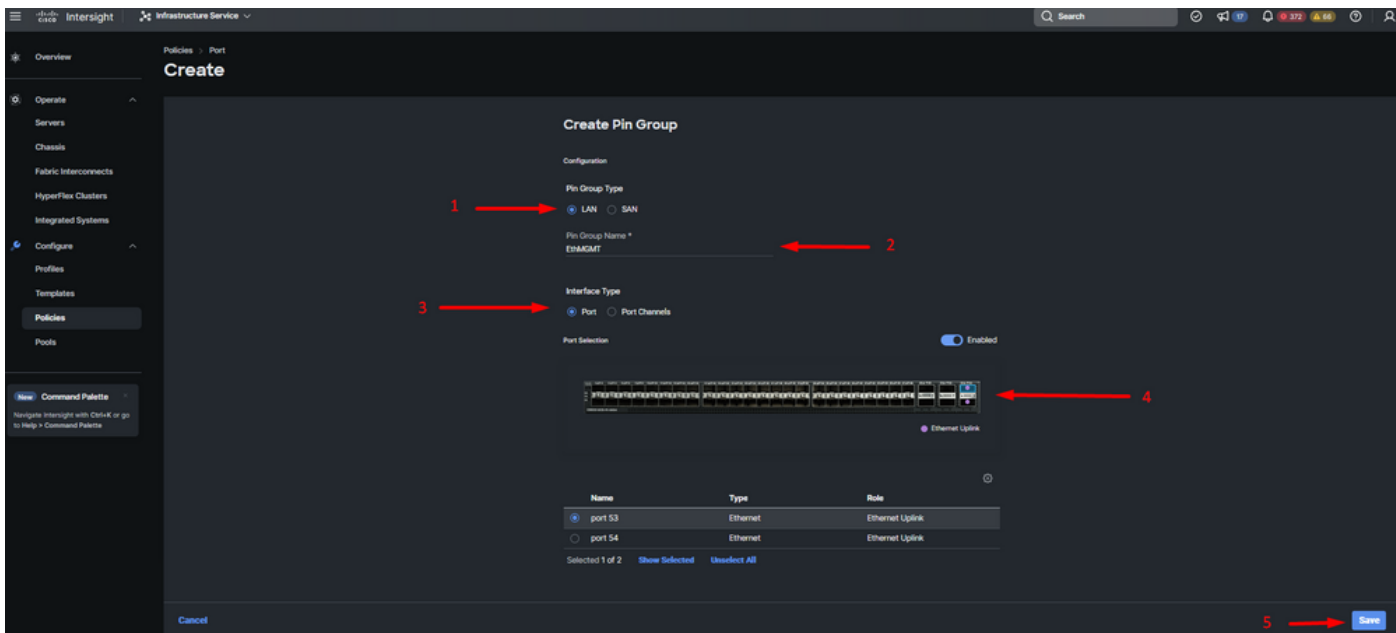 cisco Intersight
Infrastructure Service
Search
17
372
66
Overview
Operate
Servers
Chassis
Fabric Interconnects
HyperFlex Clusters
Integrated Systems
Configure
Profiles
Templates
Policies
Pools
New Command Palette
Navigate Intersight with Ctrl+K or go
to Help > Command Palette
Policies > Port
Create
Create Pin Group
Configuration
Pin Group Type
1
LAN SAN
Pin Group Name *
EthMGMT
2
Interface Type
3
Port Port Channels
Port Selection
Enabled
4
Ethernet Uplink
Name Type Role
port 53 Ethernet Ethernet Uplink
port 54 Ethernet Ethernet Uplink
Selected 1 of 2 Show Selected Unselect All
Cancel
5
Save